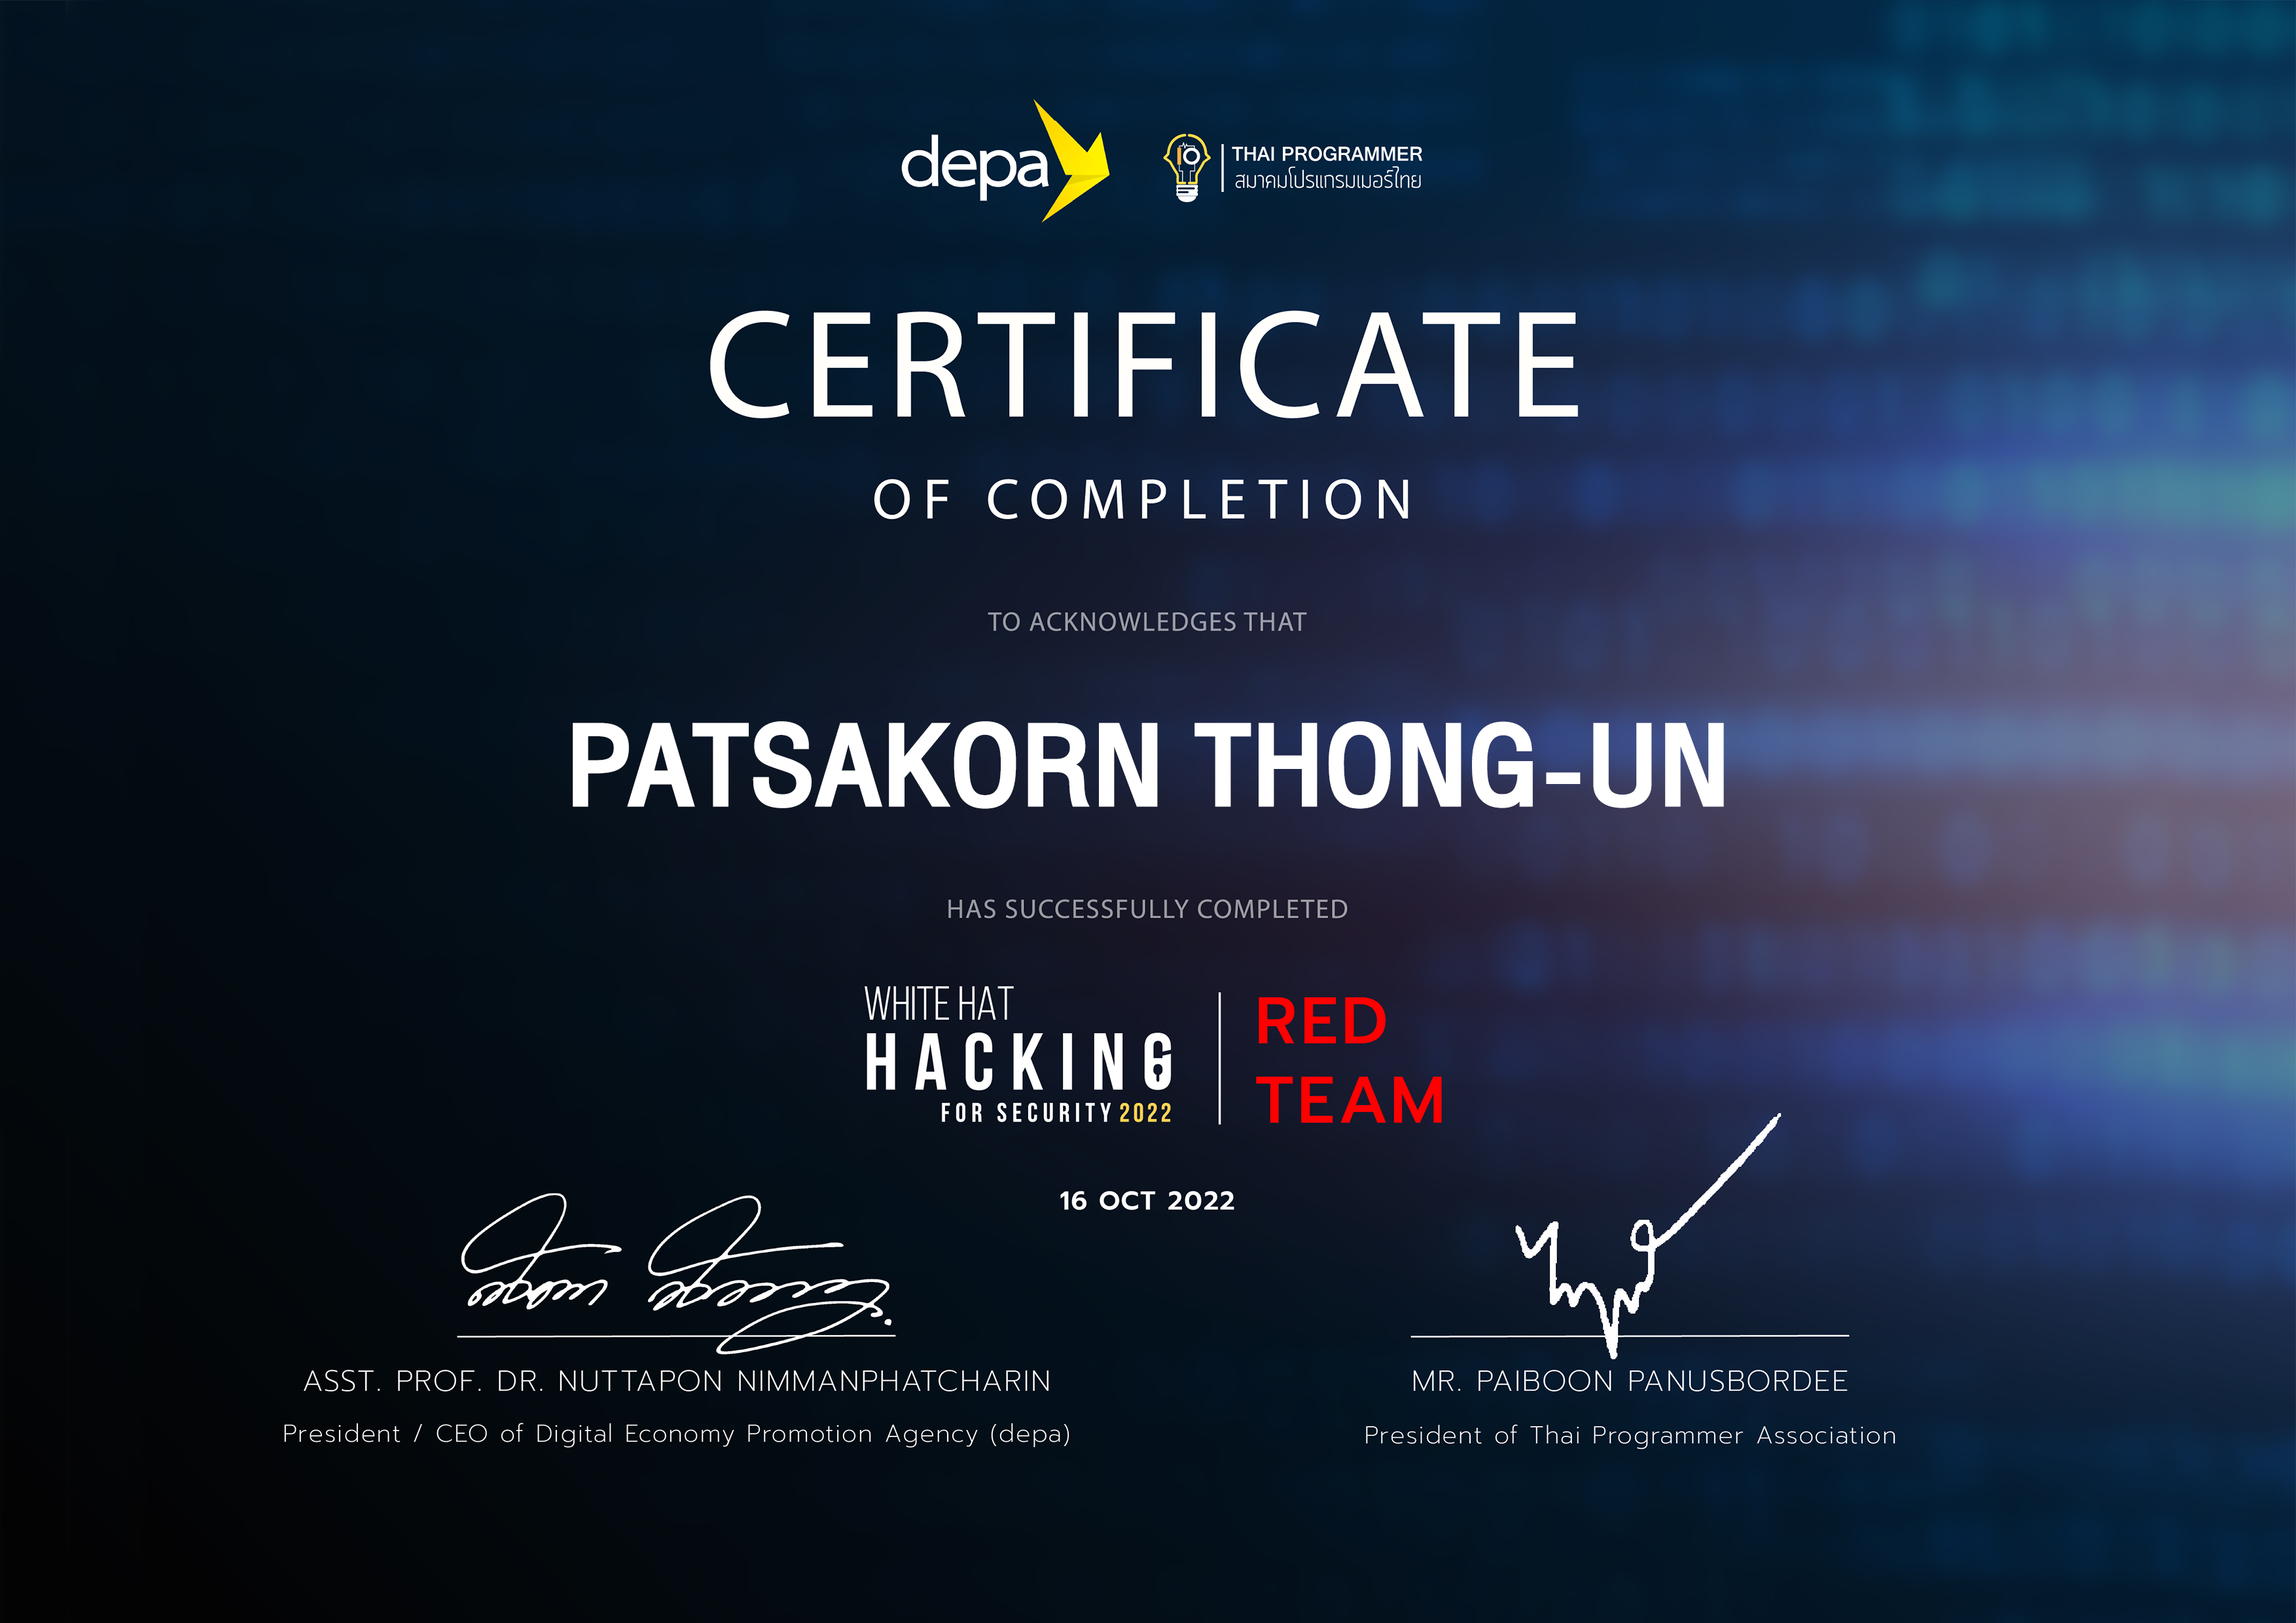 depa
THAI PROGRAMMER
สมาคมโปรแกรมเมอร์ไทย
CERTIFICATE
OF COMPLETION
TO ACKNOWLEDGES THAT
PATSAKORN THONG-UN
HAS SUCCESSFULLY COMPLETED
WHITE HAT
HACKING
FOR SECURITY 2022
RED
TEAM
16 OCT 2022
ASST. PROF. DR. NUTTAPON NIMMANPHATCHARIN
President / CEO of Digital Economy Promotion Agency (depa)
MR. PAIBOON PANUSBORDEE
President of Thai Programmer Association